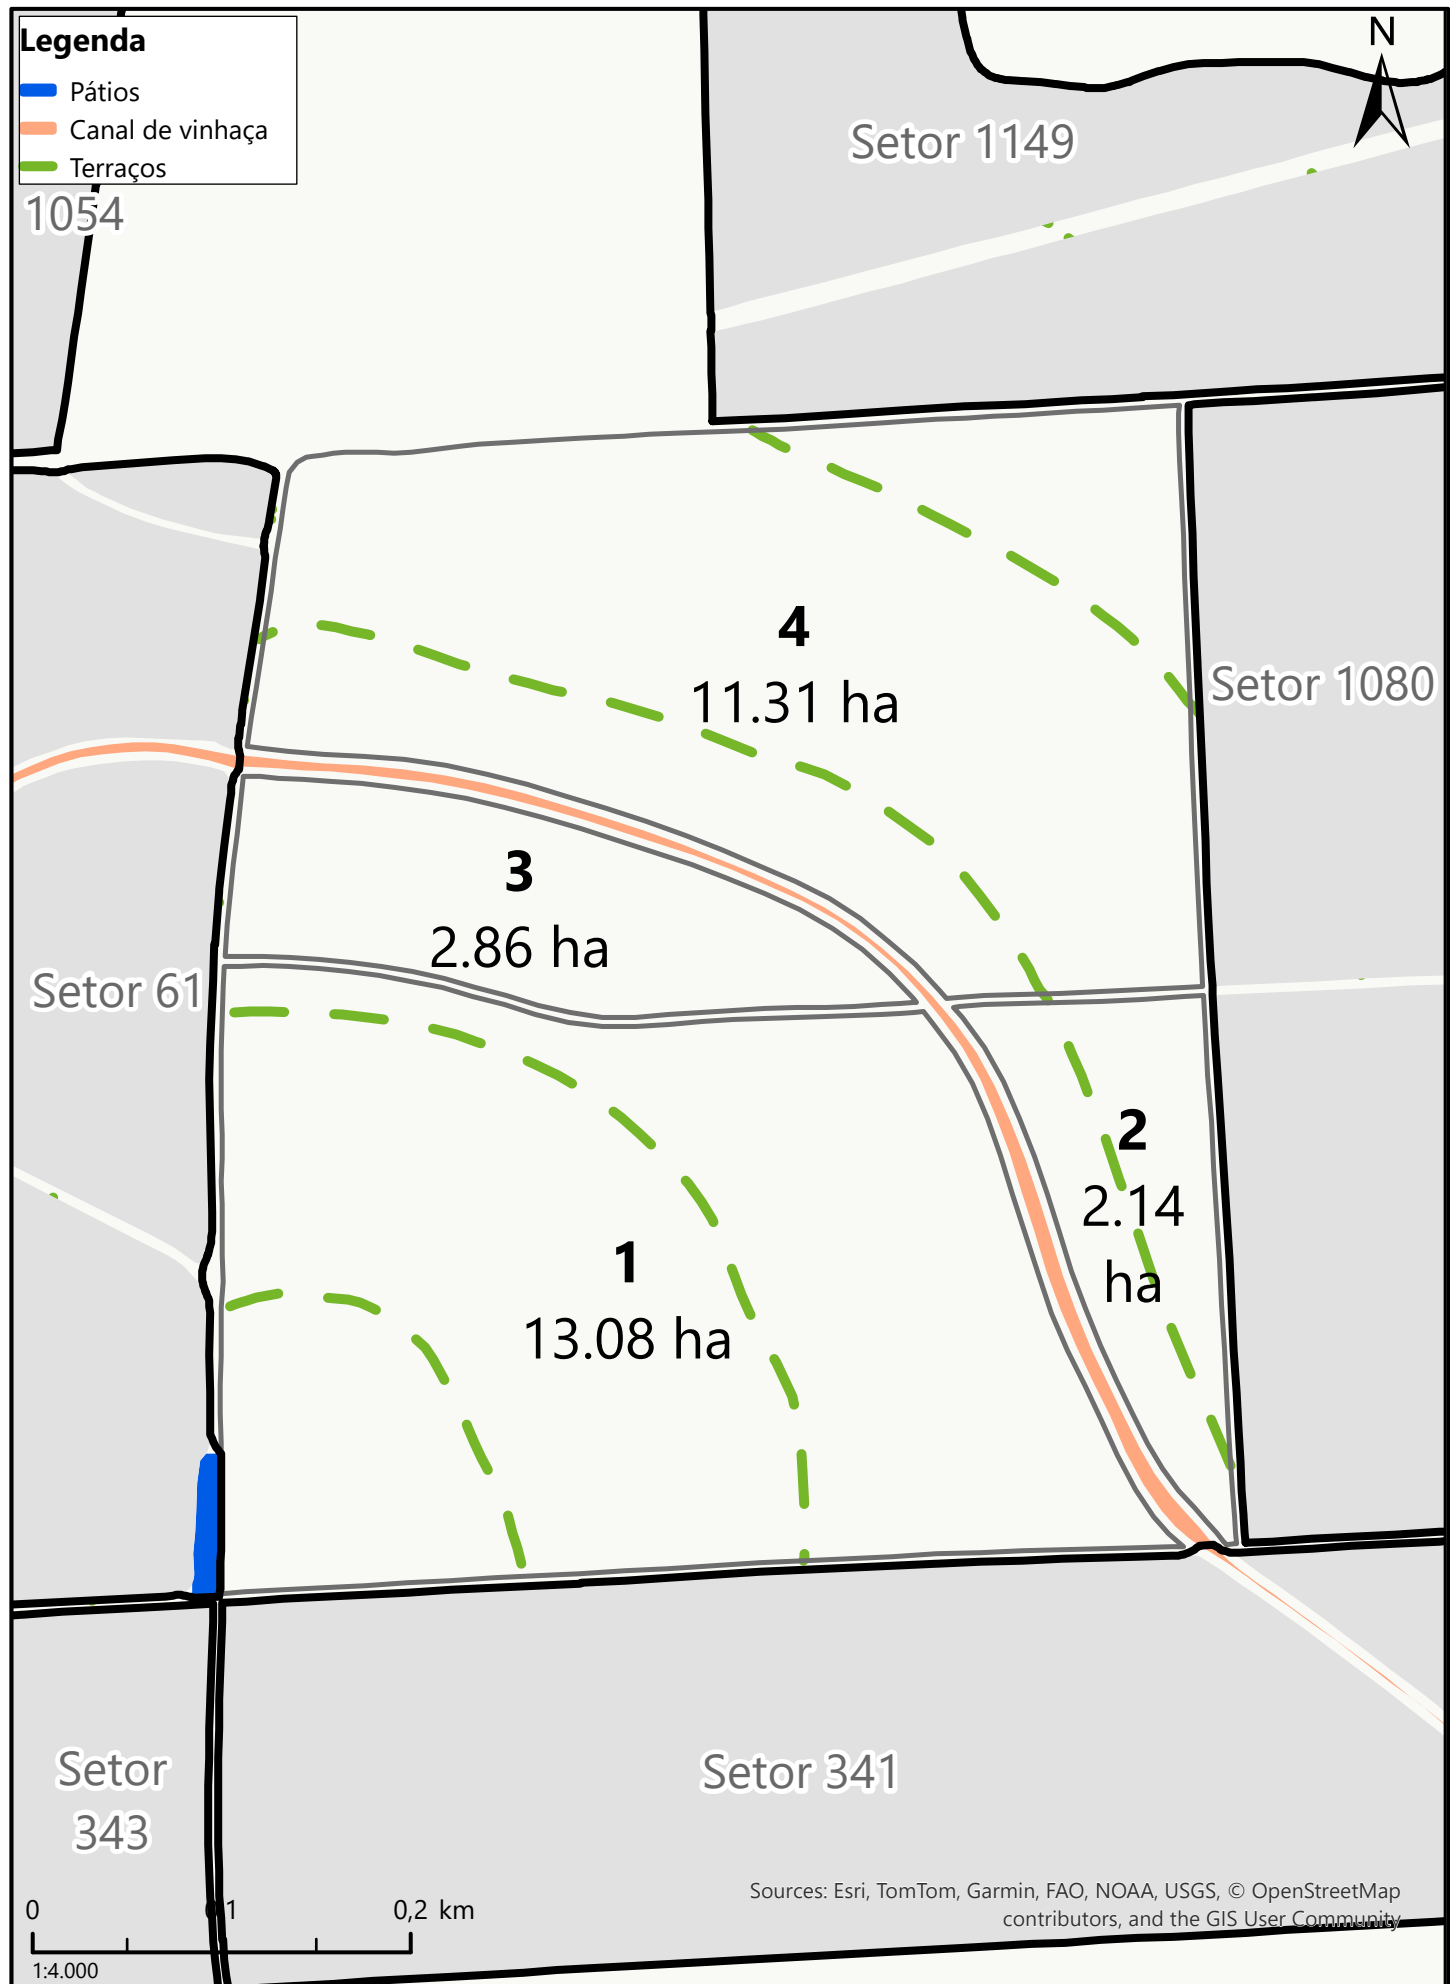 Legenda
Pátios
Canal de vinhaça
Terraços
N
1054
Setor 1149
4
11.31 ha
Setor 1080
3
2.86 ha
Setor 61
2
2.14
ha
1
13.08 ha
Setor
343
Setor 341
Sources: Esri, TomTom, Garmin, FAO, NOAA, USGS, © OpenStreetMap
contributors, and the GIS User Community
0 0,1 0,2 km
1:4.000